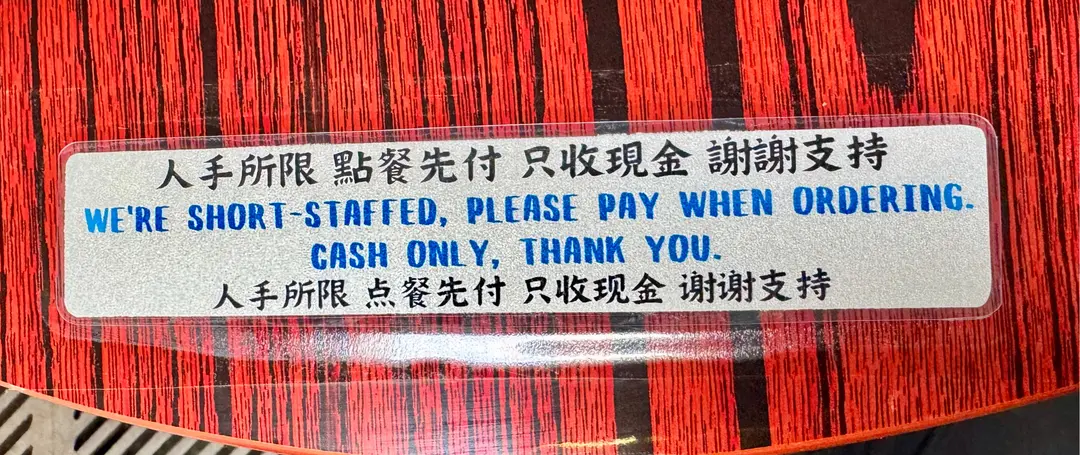 人手所限 點餐先付 只收現金 謝謝支持
WE'RE SHORT-STAFFED, PLEASE PAY WHEN ORDERING.
CASH ONLY, THANK YOU.
人手所限 点餐先付 只收现金 谢谢支持